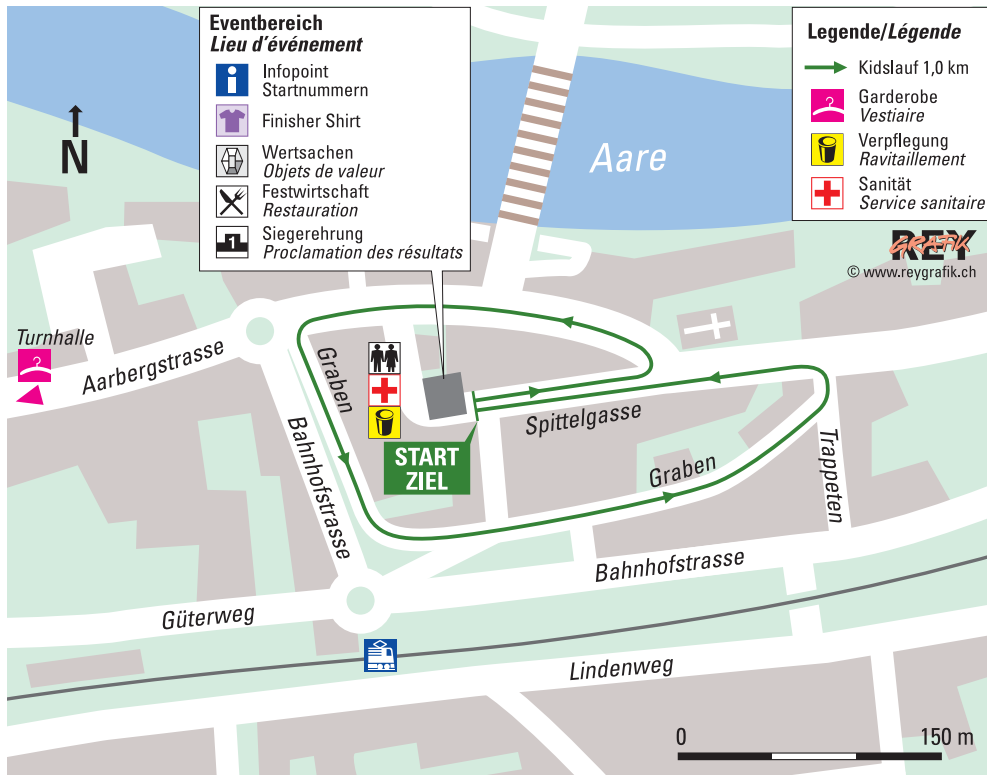 Eventbereich
Lieu d'événement
Infopoint
Startnummern
Finisher Shirt
Wertsachen
Objets de valeur
Festwirtschaft
Restauration
1
Siegerehrung
Proclamation des résultats
Legende/Légende
Kidslauf 1,0 km
Garderobe
Vestiaire
Verpflegung
Ravitaillement
Sanität
Service sanitaire
REY
GRAFIK
© www.reygrafik.ch
N
Aare
Turnhalle
Aarbergstrasse
Graben
Bahnhofstrasse
Spittelgasse
START
ZIEL
Graben
Trappeten
Bahnhofstrasse
Güterweg
Lindenweg
0 150 m